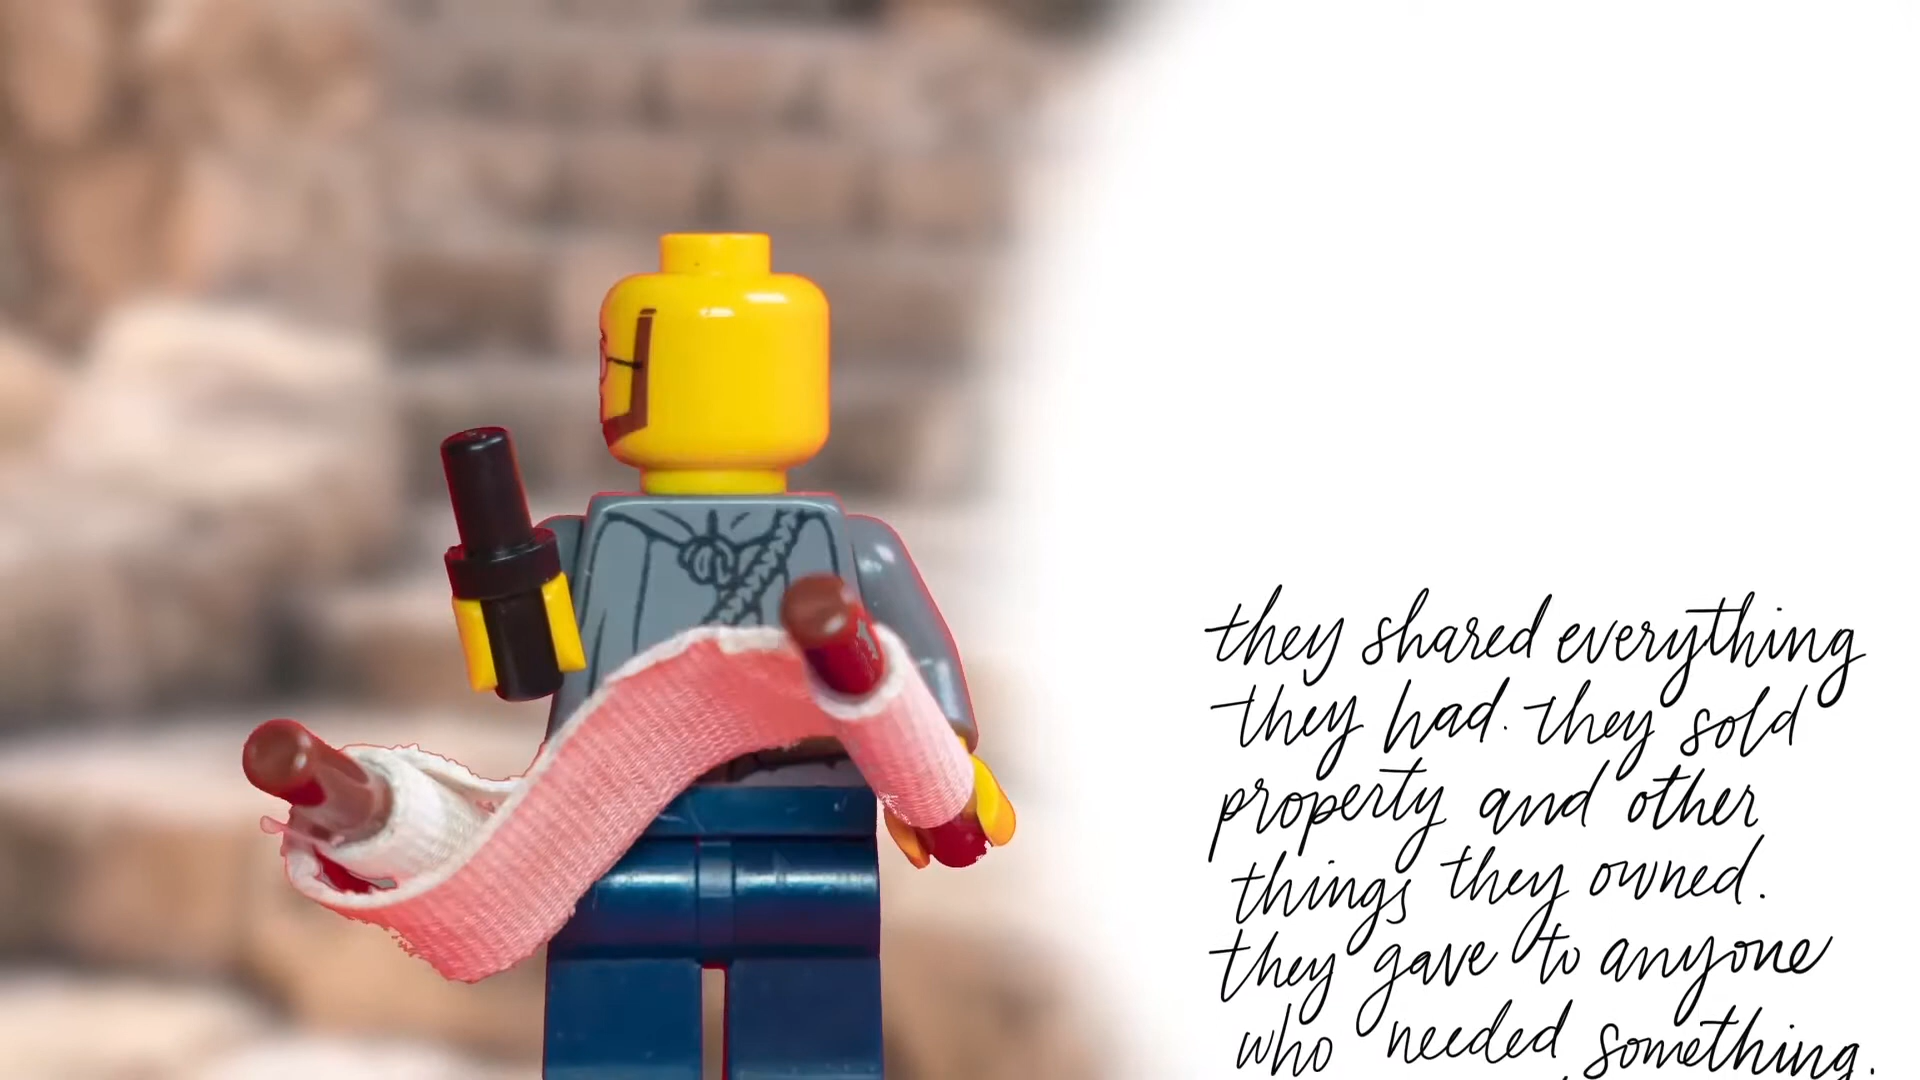 they shared everything
they had. they sold
property and other
things they owned.
they gave to anyone
who needed something.